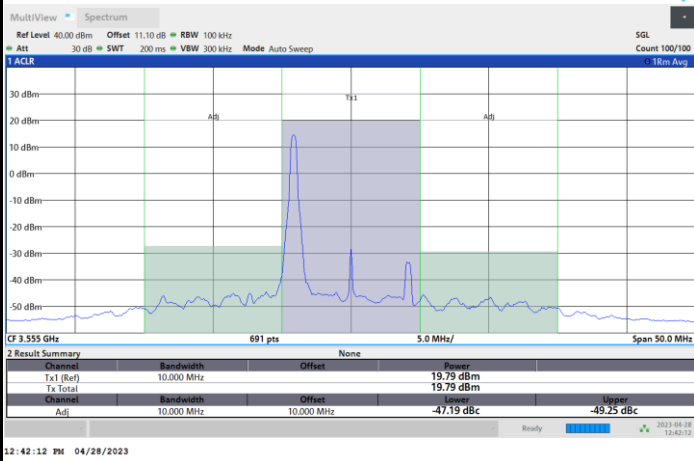 MultiView Spectrum
Ref Level 40.00 dBm Offset 11.10 dB RBW 100 kHz SGL
Att 30 dB SWT 200 ms VBW 300 kHz Mode Auto Sweep Count 100/100
1 ACLR 1Rm Avg
30 dBm
Tx1
20 dBm
Adj Adj
10 dBm
0 dBm
-10 dBm
-20 dBm
-30 dBm
-40 dBm
-50 dBm
CF 3.555 GHz 691 pts 5.0 MHz/ Span 50.0 MHz
2 Result Summary None
Channel Bandwidth Offset Power
Tx1 (Ref) 10.000 MHz 19.79 dBm
Tx Total 19.79 dBm
Channel Bandwidth Offset Lower Upper
Adj 10.000 MHz 10.000 MHz -47.19 dBc -49.25 dBc
Ready 2023-04-28
12:42:12
12:42:12 PM 04/28/2023